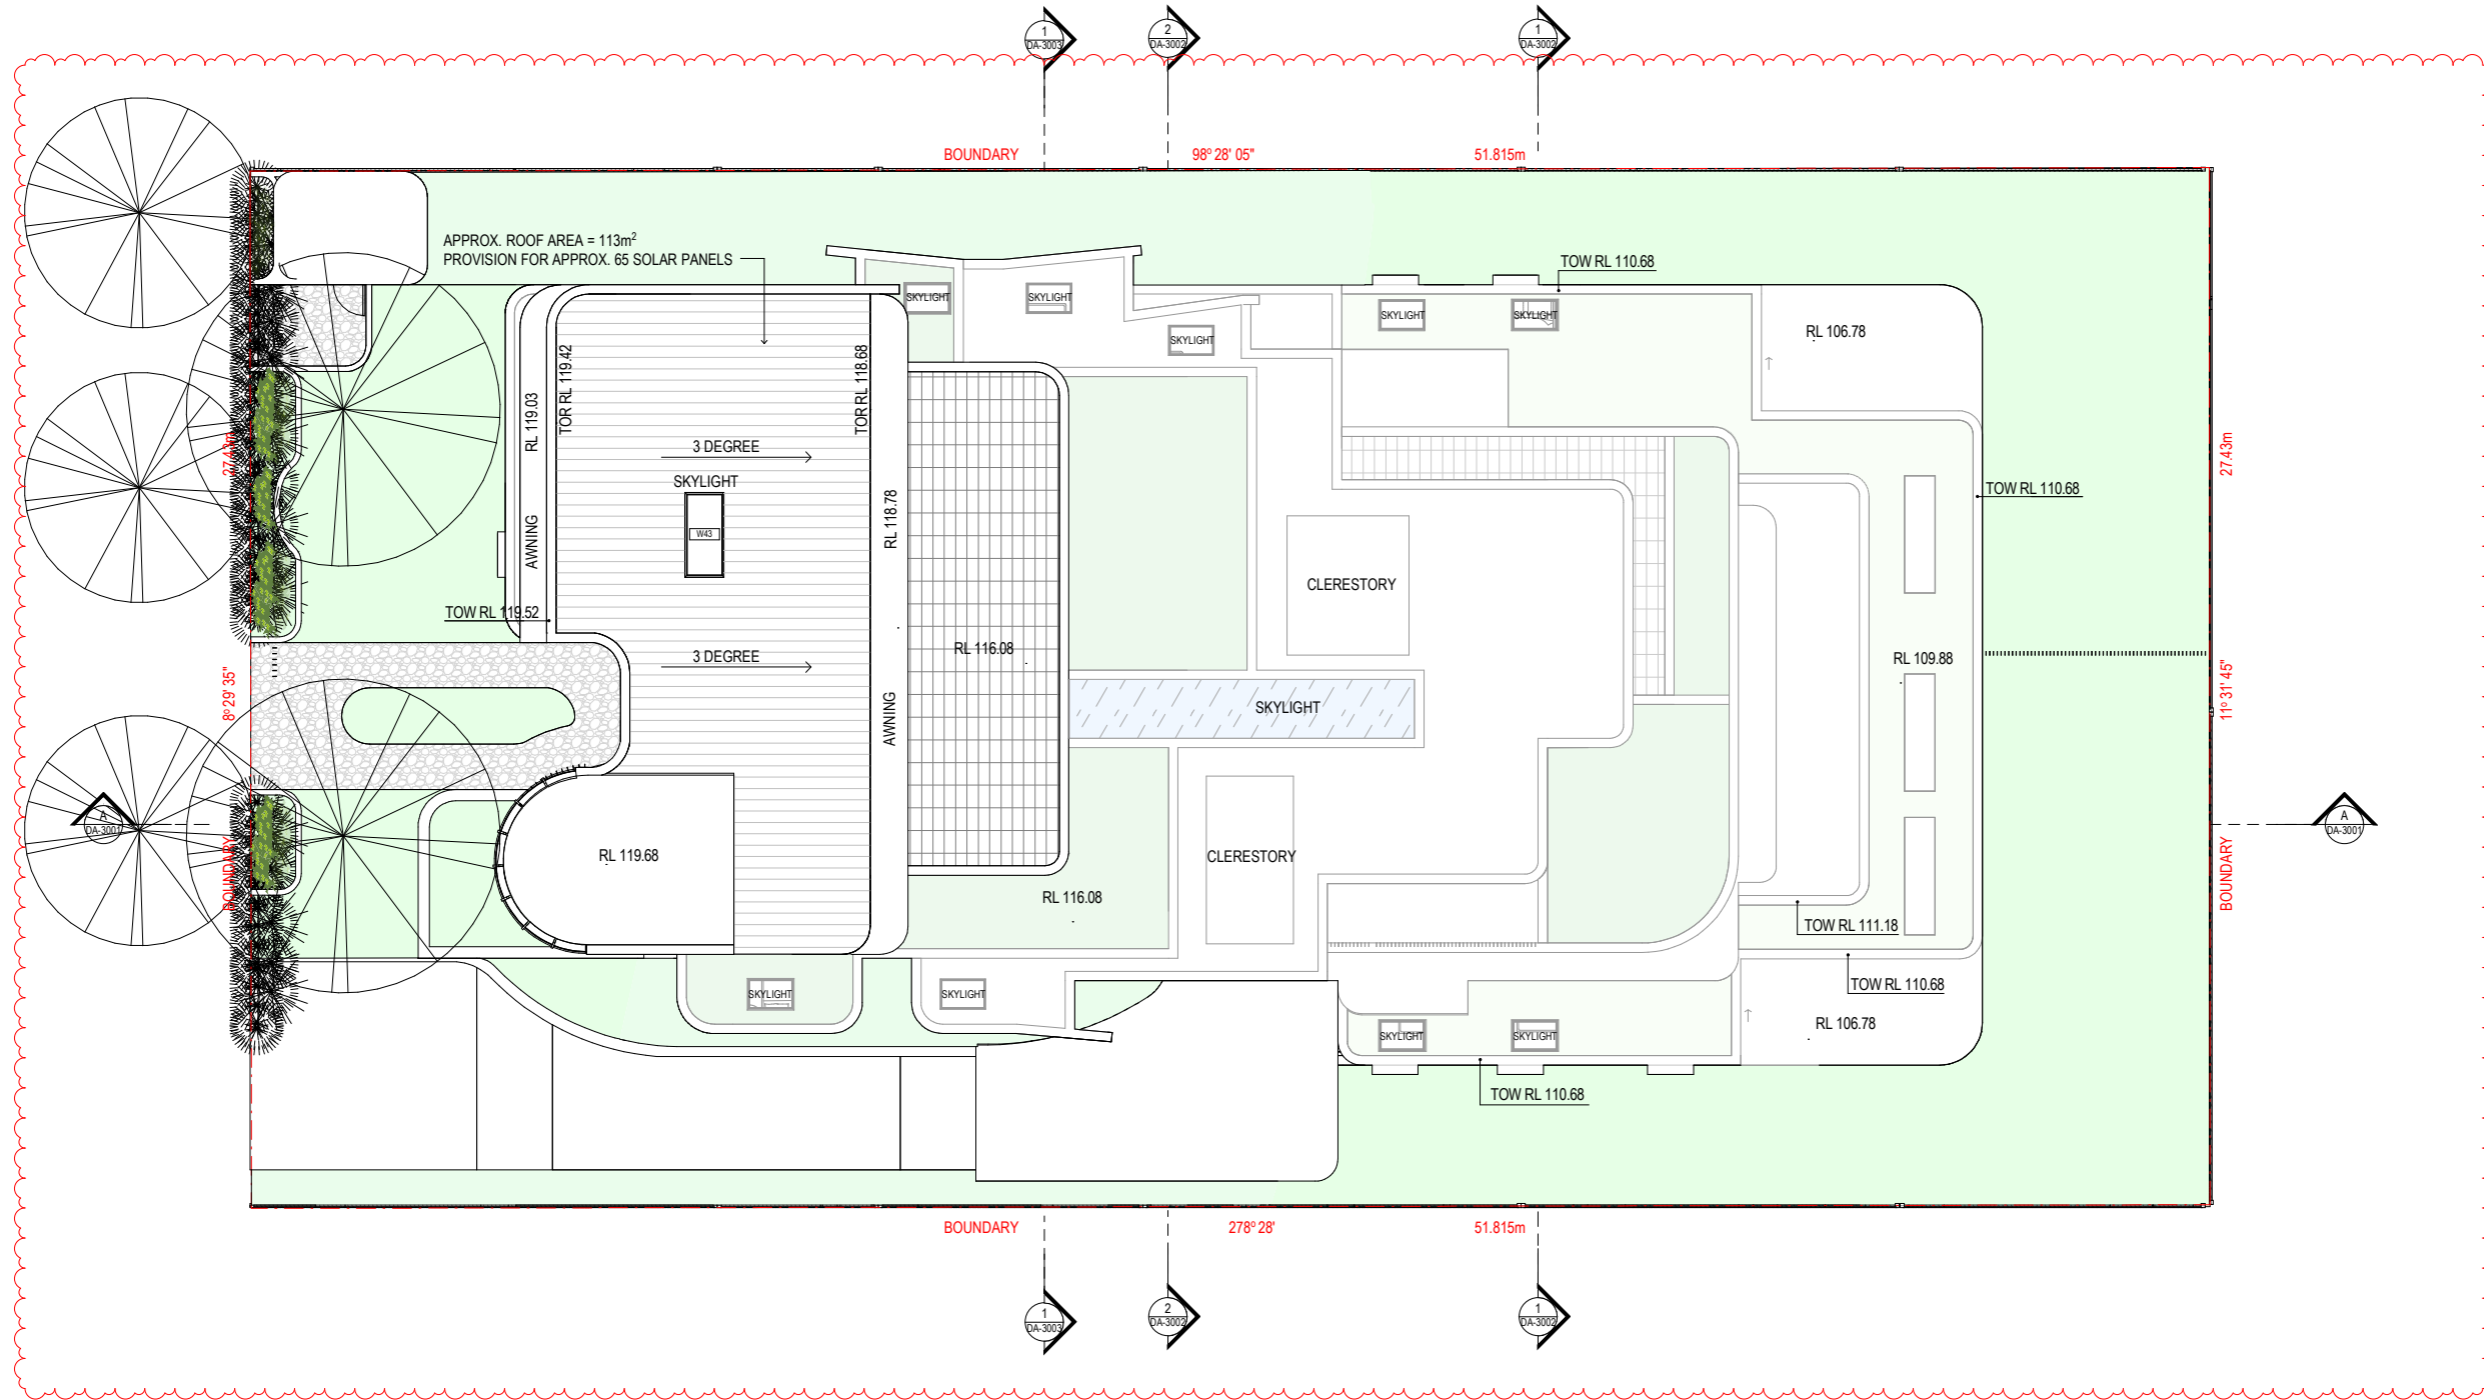 1
DA-3003
2
DA-3002
1
DA-3002
BOUNDARY
98° 28' 05"
51.815m
APPROX. ROOF AREA = 113m²
PROVISION FOR APPROX. 65 SOLAR PANELS
TOW RL 110.68
SKYLIGHT
SKYLIGHT
SKYLIGHT
SKYLIGHT
SKYLIGHT
RL 106.78
RL 119.03
TOR RL 119.42
TOR RL 118.68
27.43m
3 DEGREE
SKYLIGHT
W43
AWNING
RL 118.78
TOW RL 110.68
27.43m
CLERESTORY
TOW RL 119.52
RL 116.08
3 DEGREE
RL 109.88
8° 29' 35"
AWNING
SKYLIGHT
11° 31' 45"
A
DA-3001
A
DA-3001
RL 119.68
CLERESTORY
BOUNDARY
BOUNDARY
RL 116.08
TOW RL 111.18
TOW RL 110.68
SKYLIGHT
SKYLIGHT
RL 106.78
SKYLIGHT
SKYLIGHT
TOW RL 110.68
BOUNDARY
278° 28'
51.815m
1
DA-3003
2
DA-3002
1
DA-3002